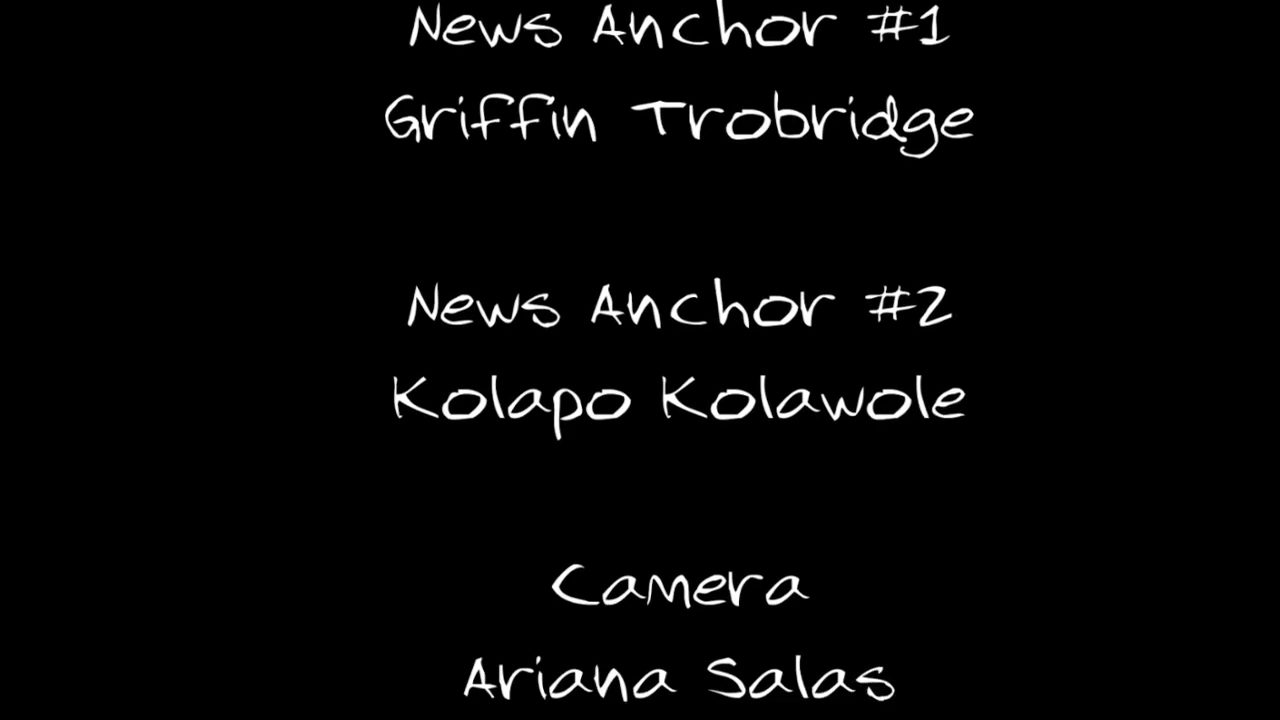 News Anchor #1
Griffin Trobridge
News Anchor #2
Kolapo Kolawole
Camera
Ariana Salas